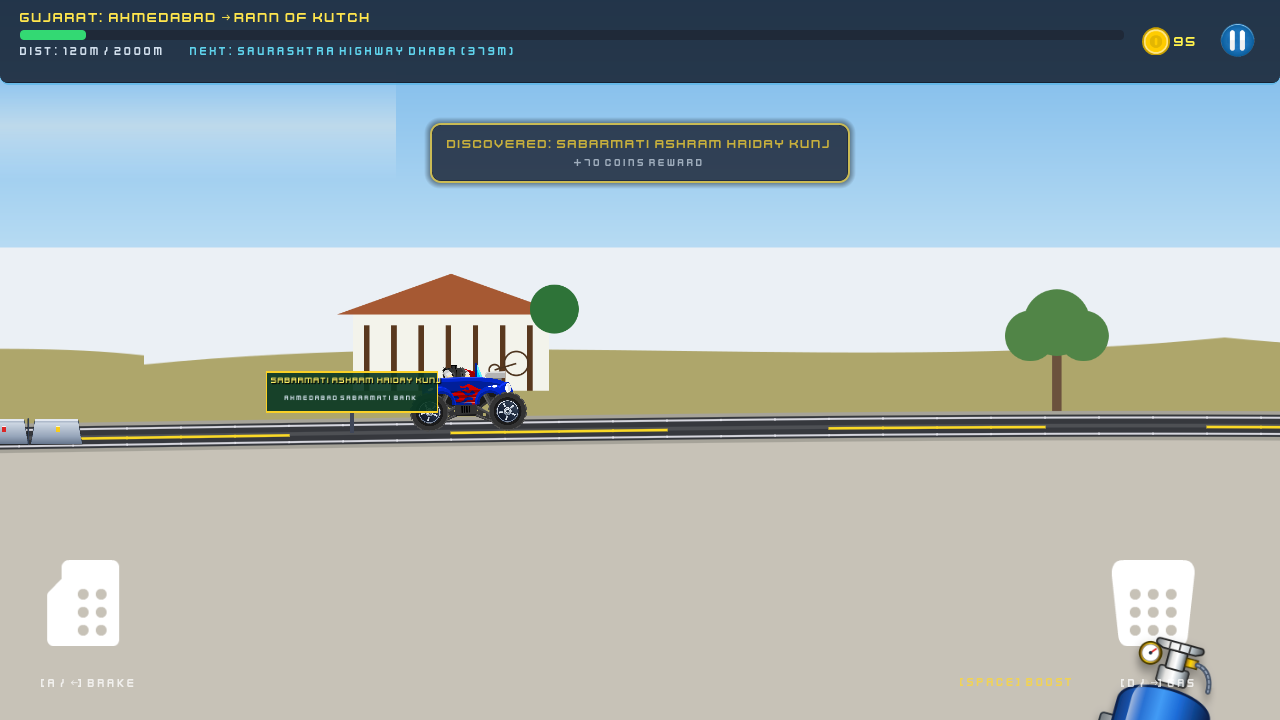 GUJARAT: AHMEDABAD → RANN OF KUTCH
DIST: 120M / 2000M
NEXT: SAURASHTRA HIGHWAY DHABA (379M)
95
DISCOVERED: SABARMATI ASHRAM HRIDAY KUNJ
+70 COINS REWARD
SABARMATI ASHRAM HRIDAY KUNJ
AHMEDABAD SABARMATI BANK
[A / ←] BRAKE
[SPACE] BOOST
[D / →] GAS